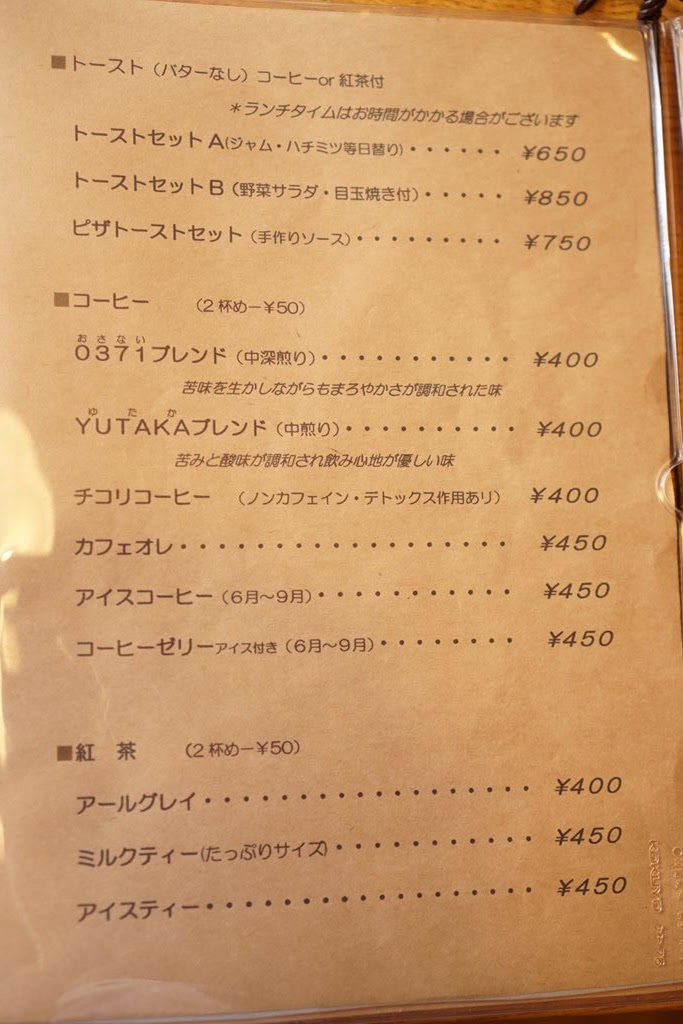 ■トースト（バターなし）コーヒーor 紅茶付
＊ランチタイムはお時間がかかる場合がございます
トーストセット A(ジャム・ハチミツ等日替り)・・・・・・ ¥650
トーストセット B（野菜サラダ・目玉焼き付）・・・・・ ¥850
ピザトーストセット（手作りソース）・・・・・・・・・ ¥750
■コーヒー （2杯めー¥50）
おさない
0371ブレンド（中深煎り）・・・・・・・・・・・ ¥400
苦味を生かしながらもまろやかさが調和された味
ゆたか
YUTAKAブレンド（中煎り）・・・・・・・・・・ ¥400
苦みと酸味が調和され飲み心地が優しい味
チコリコーヒー （ノンカフェイン・デトックス作用あり） ¥400
カフェオレ・・・・・・・・・・・・・・・・・・ ¥450
アイスコーヒー（6月～9月）・・・・・・・・・・・ ¥450
コーヒーゼリーアイス付き（6月～9月）・・・・・・・・ ¥450
■紅　茶 （2杯めー¥50）
アールグレイ・・・・・・・・・・・・・・・・・・ ¥400
ミルクティー(たっぷりサイズ)・・・・・・・・・・・ ¥450
アイスティー・・・・・・・・・・・・・・・・・・ ¥450